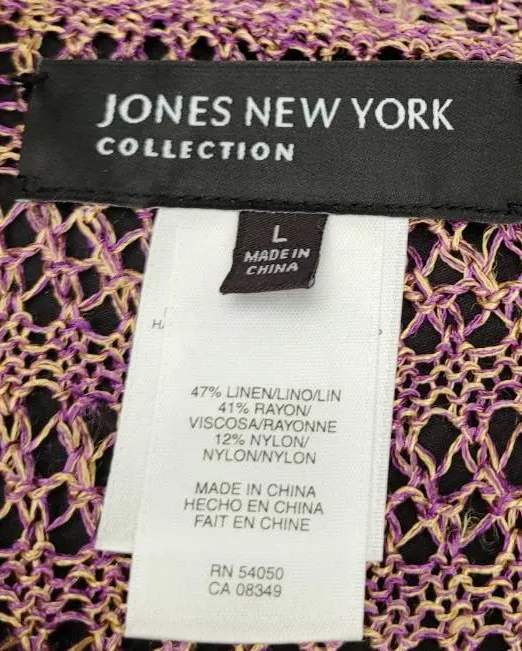 JONES NEW YORK
COLLECTION
L
MADE IN
CHINA
47% LINEN/LINO/LIN
41% RAYON/
VISCOSA/RAYONNE
12% NYLON/
NYLON/NYLON
MADE IN CHINA
HECHO EN CHINA
FAIT EN CHINE
RN 54050
CA 08349